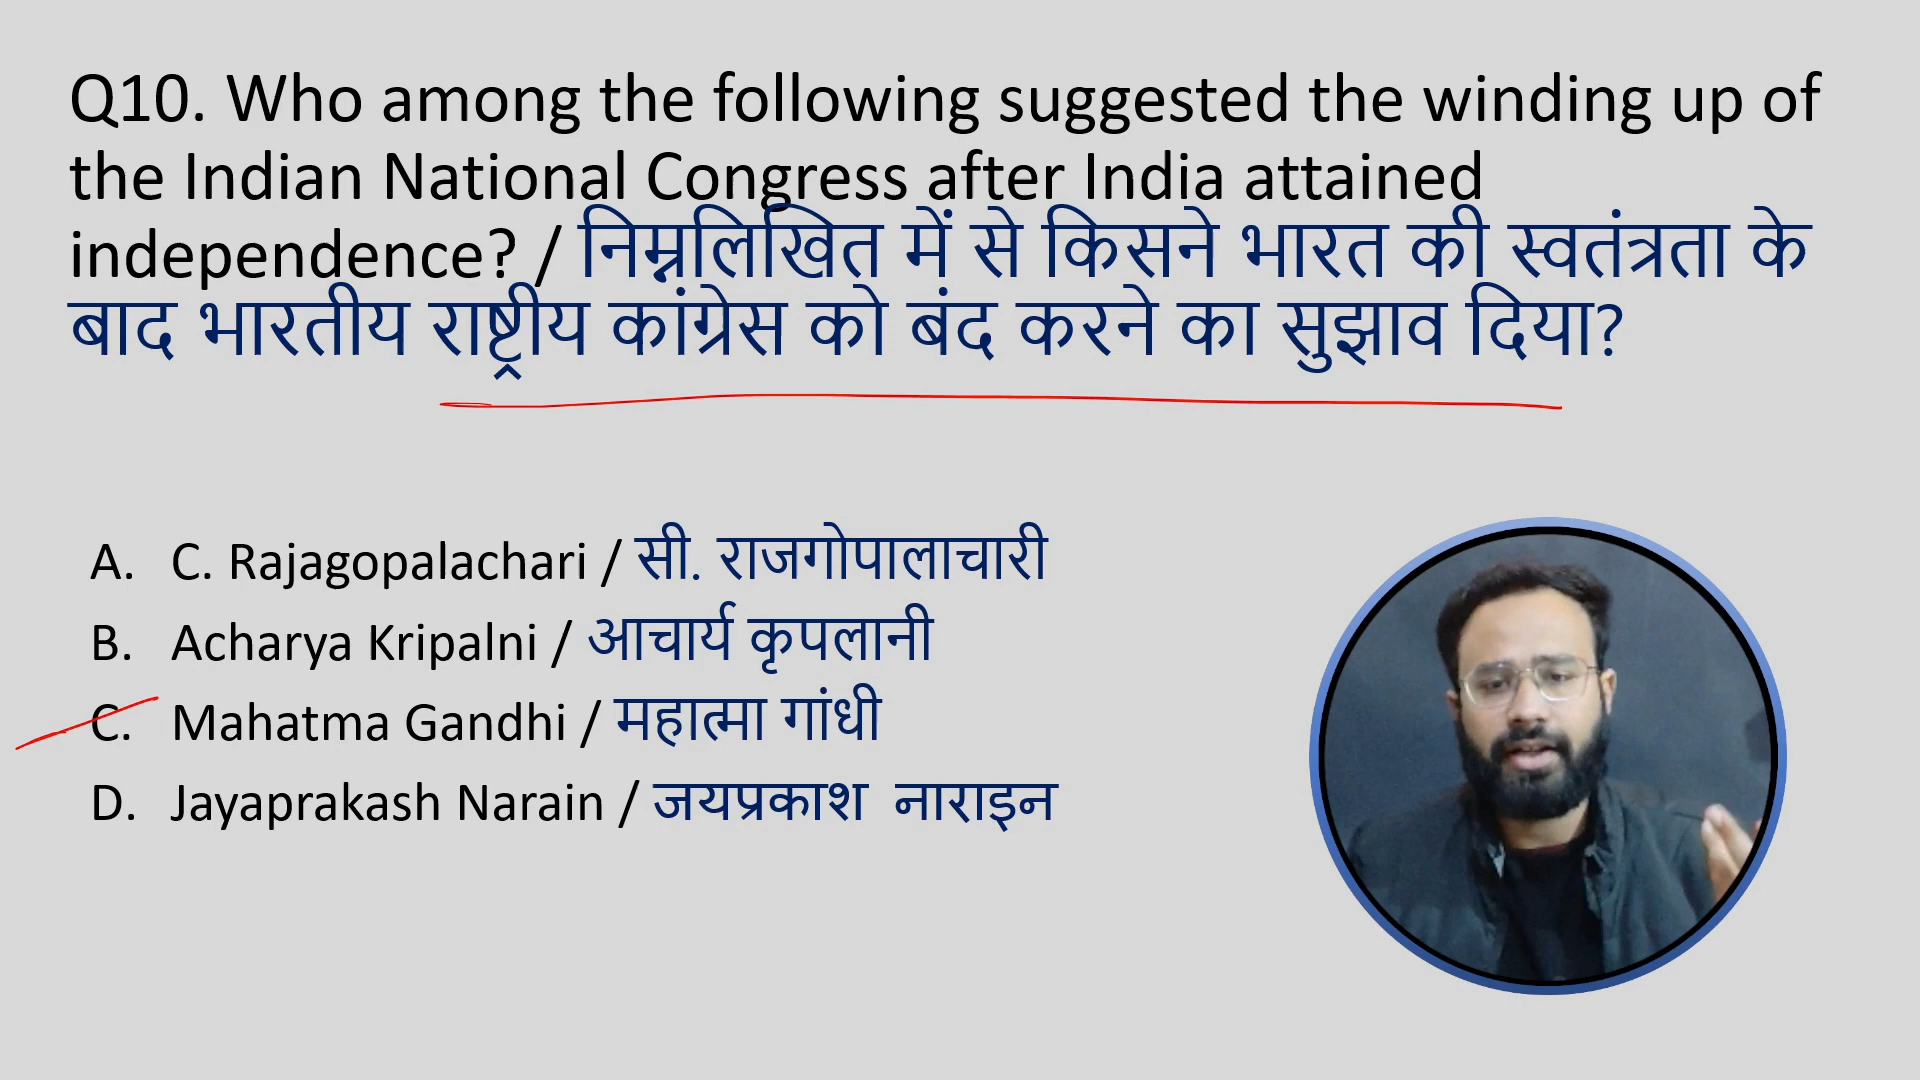 Q10. Who among the following suggested the winding up of
the Indian National Congress after India attained
independence? / निम्नलिखित में से किसने भारत की स्वतंत्रता के
बाद भारतीय राष्ट्रीय कांग्रेस को बंद करने का सुझाव दिया?
A. C. Rajagopalachari / सी. राजगोपालाचारी
B. Acharya Kripalni / आचार्य कृपलानी
C. Mahatma Gandhi / महात्मा गांधी
D. Jayaprakash Narain / जयप्रकाश नाराइन